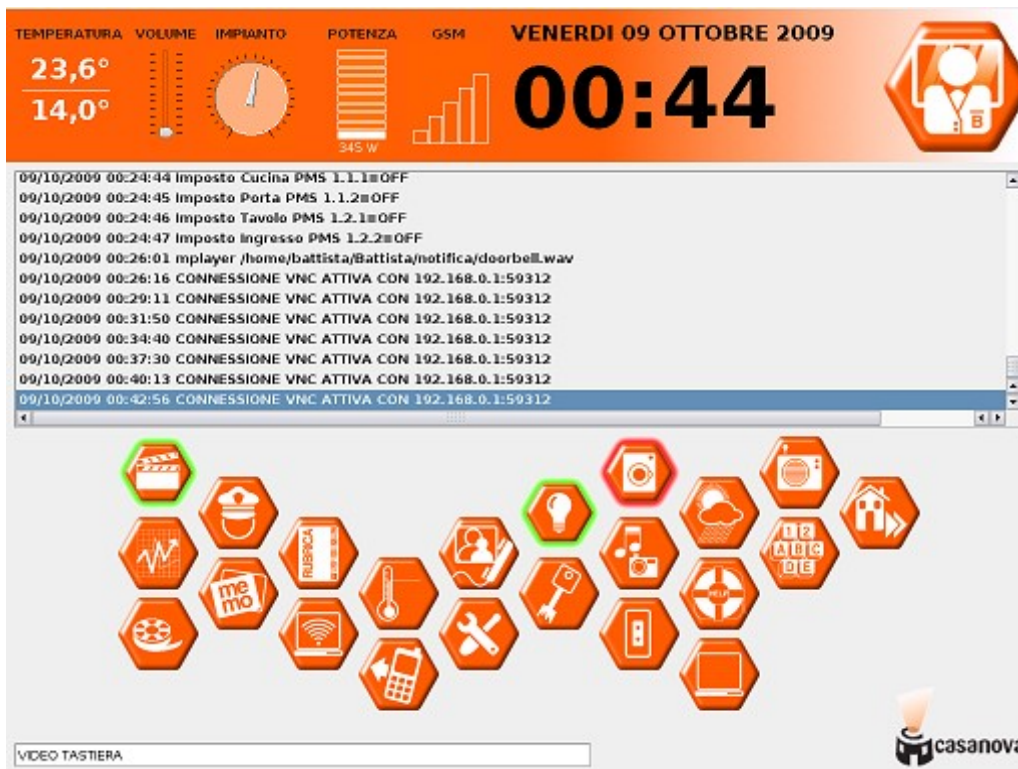 TEMPERATURA VOLUME IMPIANTO POTENZA GSM VENERDI 09 OTTOBRE 2009
23,6°
14,0°
00:44
345 W
B
09/10/2009 00:24:44 Imposto Cucina PMS 1.1.1=OFF
09/10/2009 00:24:45 Imposto Porta PMS 1.1.2=OFF
09/10/2009 00:24:46 Imposto Tavolo PMS 1.2.1=OFF
09/10/2009 00:24:47 Imposto Ingresso PMS 1.2.2=OFF
09/10/2009 00:26:01 mplayer /home/battista/Battista/notifica/doorbell.wav
09/10/2009 00:26:16 CONNESSIONE VNC ATTIVA CON 192.168.0.1:59312
09/10/2009 00:29:11 CONNESSIONE VNC ATTIVA CON 192.168.0.1:59312
09/10/2009 00:31:50 CONNESSIONE VNC ATTIVA CON 192.168.0.1:59312
09/10/2009 00:34:40 CONNESSIONE VNC ATTIVA CON 192.168.0.1:59312
09/10/2009 00:37:30 CONNESSIONE VNC ATTIVA CON 192.168.0.1:59312
09/10/2009 00:40:13 CONNESSIONE VNC ATTIVA CON 192.168.0.1:59312
09/10/2009 00:42:56 CONNESSIONE VNC ATTIVA CON 192.168.0.1:59312
RUBRICA
1 2
A B C
D E
me
mo
HELP
VIDEO TASTIERA
casanova